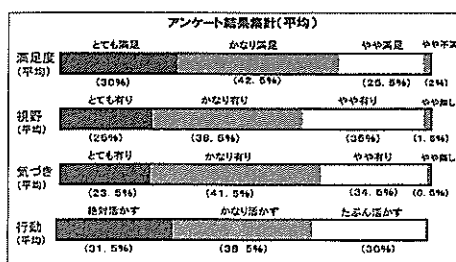 アンケート結果集計(平均)
とても満足 かなり満足 やや満足 やや不満
満足度
(平均)
(30%) (42.5%) (25.5%) (2%)
とても有り かなり有り やや有り やや無し
視野
(平均)
(25%) (38.5%) (35%) (1.5%)
とても有り かなり有り やや有り やや無し
気づき
(平均)
(23.5%) (41.5%) (34.5%) (0.5%)
絶対活かす かなり活かす たぶん活かす
行動
(平均)
(31.5%) (38.5%) (30%)